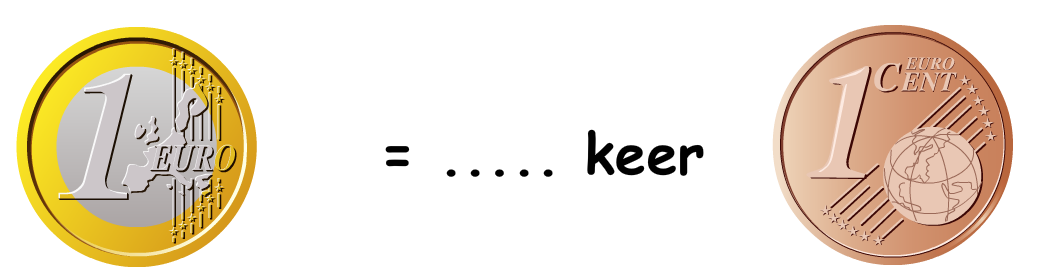 1 EURO
= ..... keer
1 EURO CENT